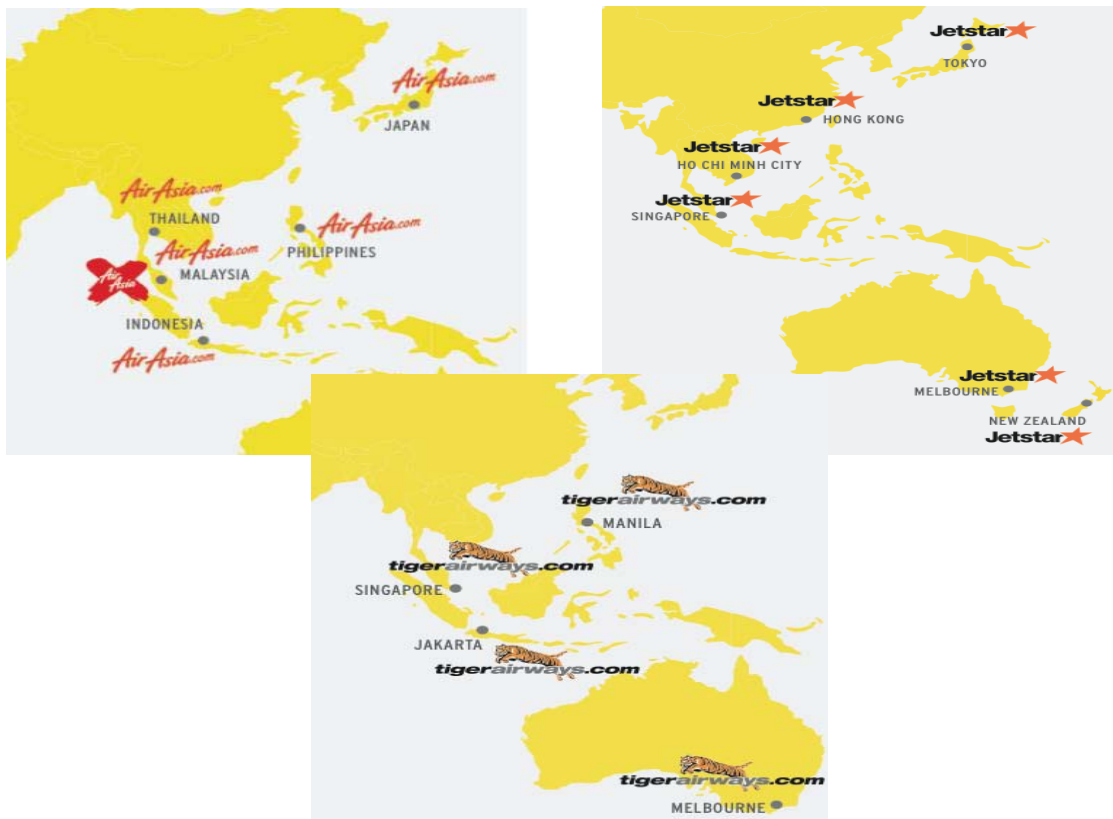 AirAsia.com
JAPAN
AirAsia.com
THAILAND
AirAsia.com
PHILIPPINES
AirAsia.com
MALAYSIA
Air Asia
INDONESIA
AirAsia.com
Jetstar
TOKYO
Jetstar
HONG KONG
Jetstar
HO CHI MINH CITY
Jetstar
SINGAPORE
Jetstar
MELBOURNE
NEW ZEALAND
Jetstar
tigerairways.com
MANILA
tigerairways.com
SINGAPORE
JAKARTA
tigerairways.com
tigerairways.com
MELBOURNE